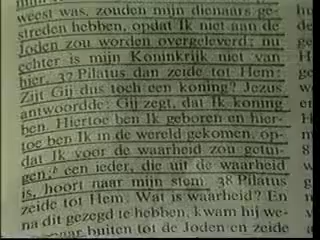 weest was, zouden mijn dienaars ge-
streden hebben, opdat Ik niet aan de
Joden zou worden overgeleverd; nu
echter is mijn Koninkrijk niet van
hier. 37 Pilatus dan zeide tot Hem:
Zijt Gij dus toch een koning? Jezus
antwoordde: Gij zegt, dat Ik koning
ben. Hiertoe ben Ik geboren en hier-
toe ben Ik in de wereld gekomen, op-
dat Ik voor de waarheid zou getui-
gen; een ieder, die uit de waarheid
is, hoort naar mijn stem. 38 Pilatus
zeide tot Hem: Wat is waarheid? En
na dit gezegd te hebben, kwam hij we-
naar buiten tot de Joden en zeide